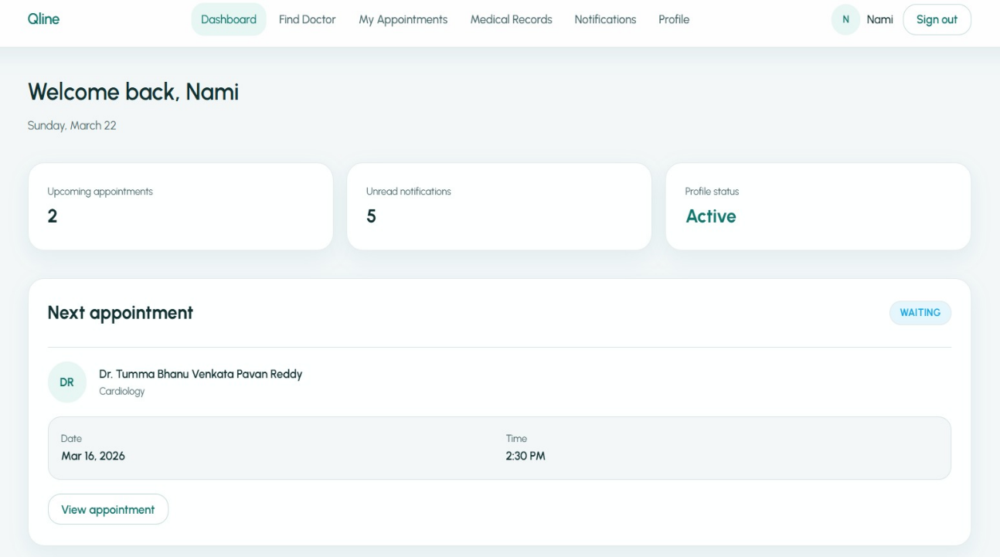 Qline
Dashboard
Find Doctor
My Appointments
Medical Records
Notifications
Profile
N
Nami
Sign out
Welcome back, Nami
Sunday, March 22
Upcoming appointments
2
Unread notifications
5
Profile status
Active
Next appointment
WAITING
DR
Dr. Tumma Bhanu Venkata Pavan Reddy
Cardiology
Date
Mar 16, 2026
Time
2:30 PM
View appointment